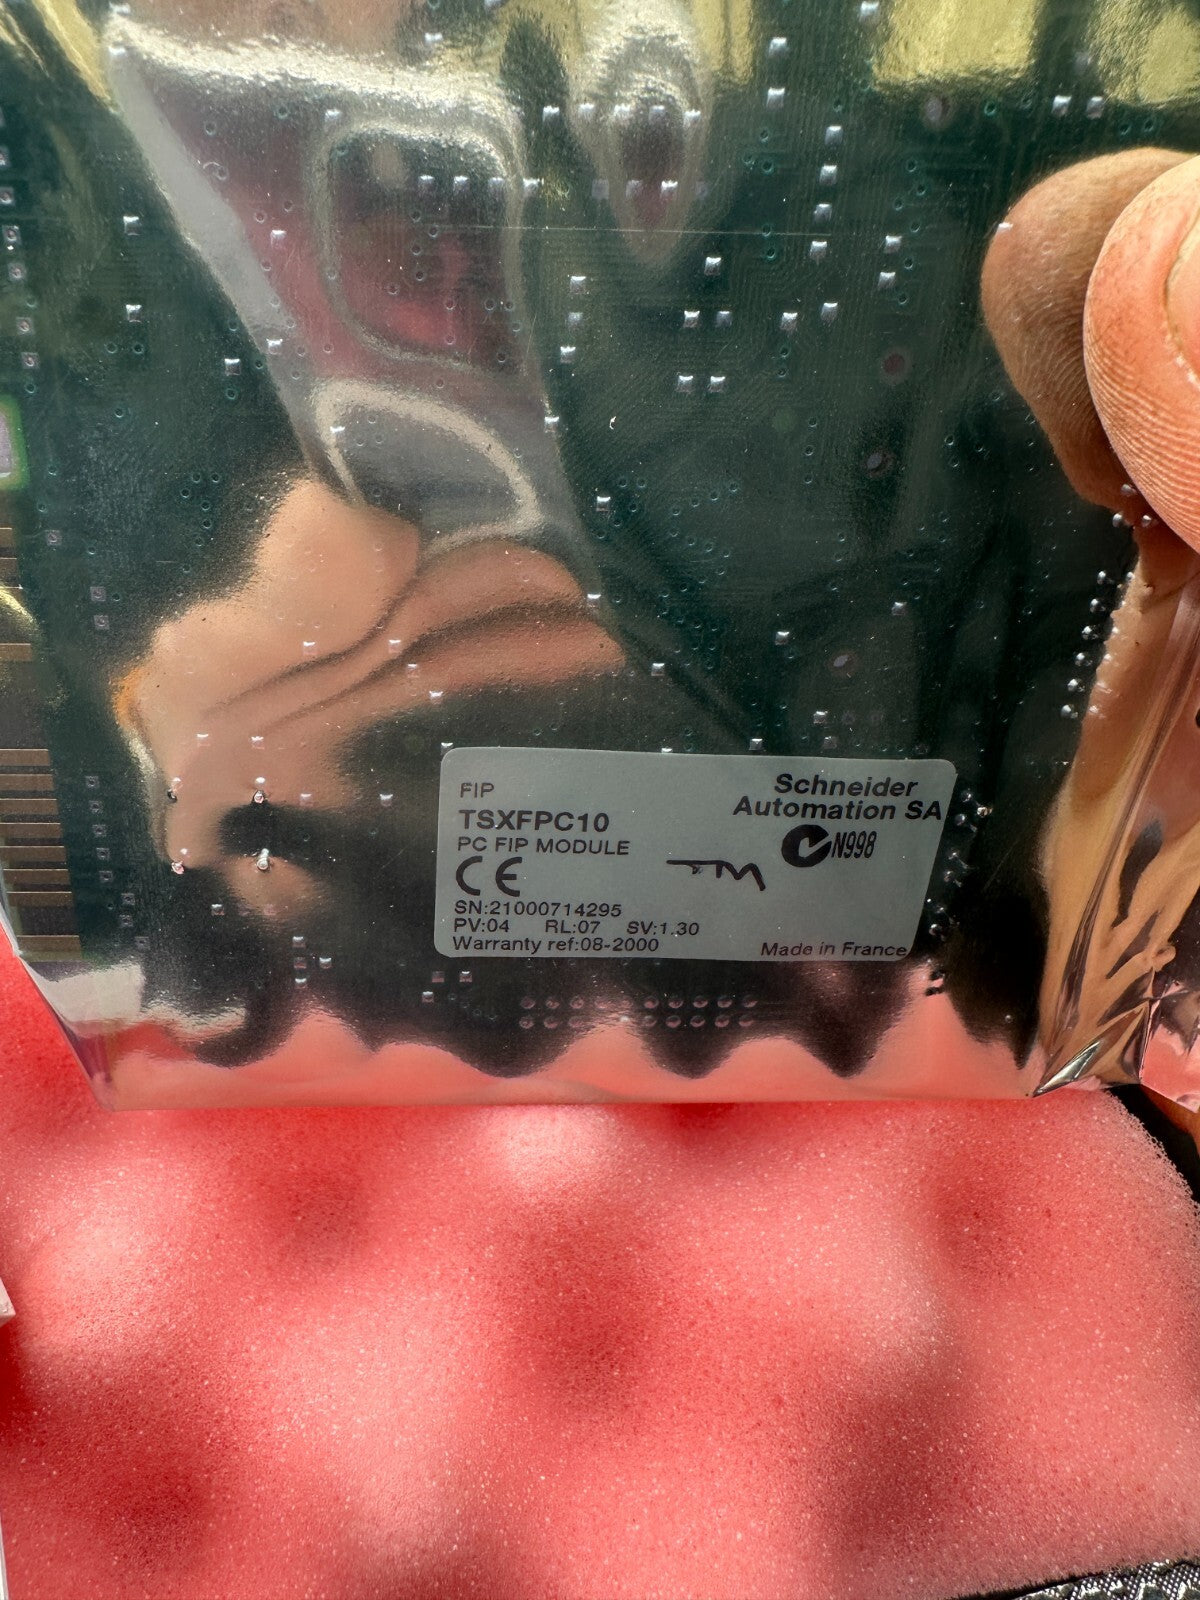 FIP
TSXFPC10
PC FIP MODULE
CE
SN:21000714295
PV:04 RL:07 SV:1.30
Warranty ref:08-2000
Schneider
Automation SA
N998
Made in France